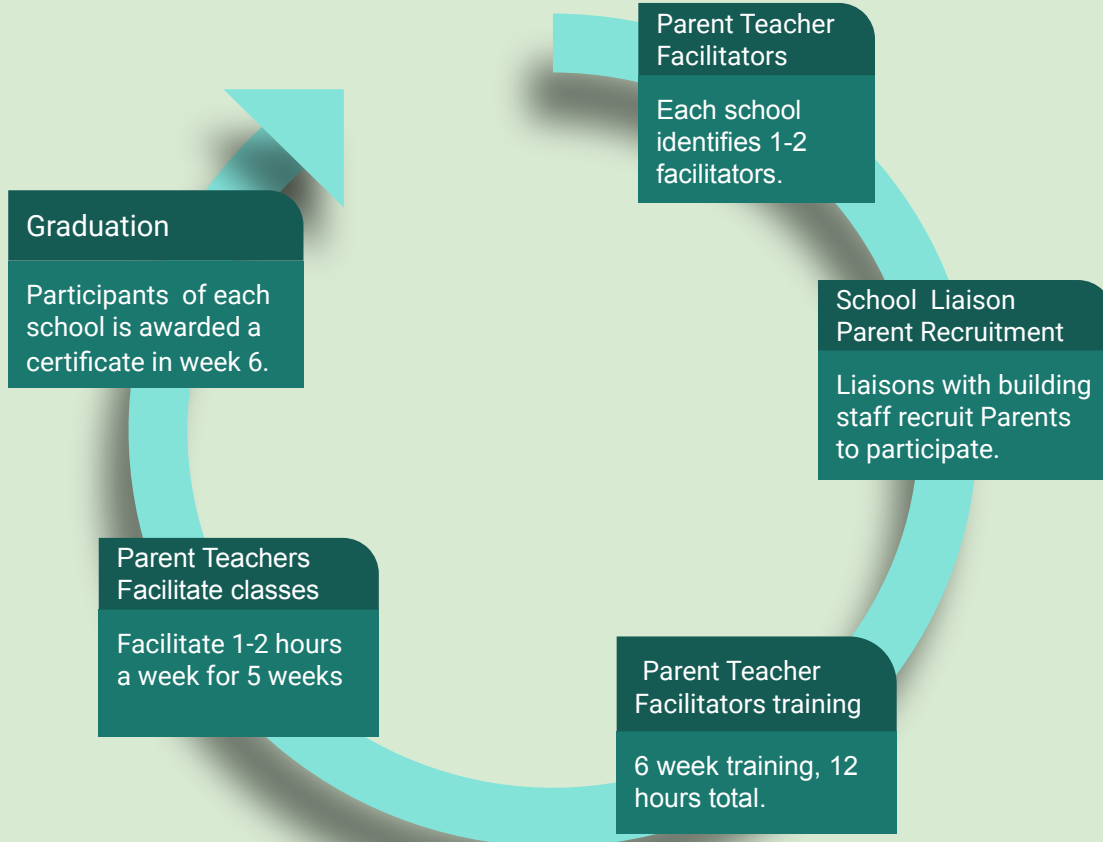 Parent Teacher
Facilitators
Each school
identifies 1-2
facilitators.
School Liaison
Parent Recruitment
Liaisons with building
staff recruit Parents
to participate.
Parent Teacher
Facilitators training
6 week training, 12
hours total.
Parent Teachers
Facilitate classes
Facilitate 1-2 hours
a week for 5 weeks
Graduation
Participants of each
school is awarded a
certificate in week 6.